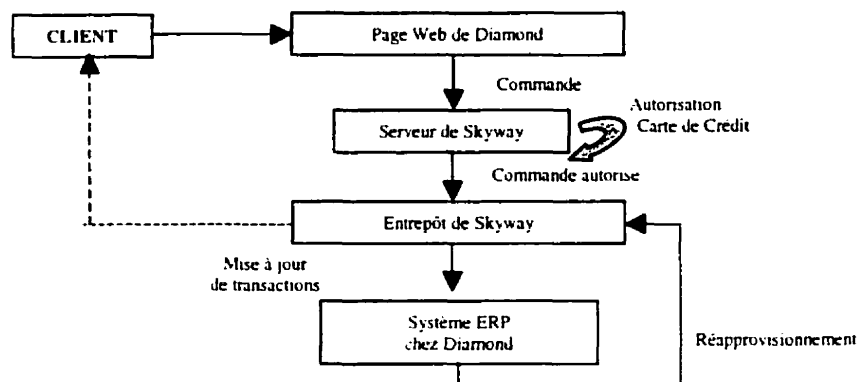 CLIENT
Page Web de Diamond
Commande
Autorisation
Carte de Crédit
Serveur de Skyway
Commande autorise
Entrepôt de Skyway
Mise à jour
de transactions
Système ERP
chez Diamond
Réapprovisionnement